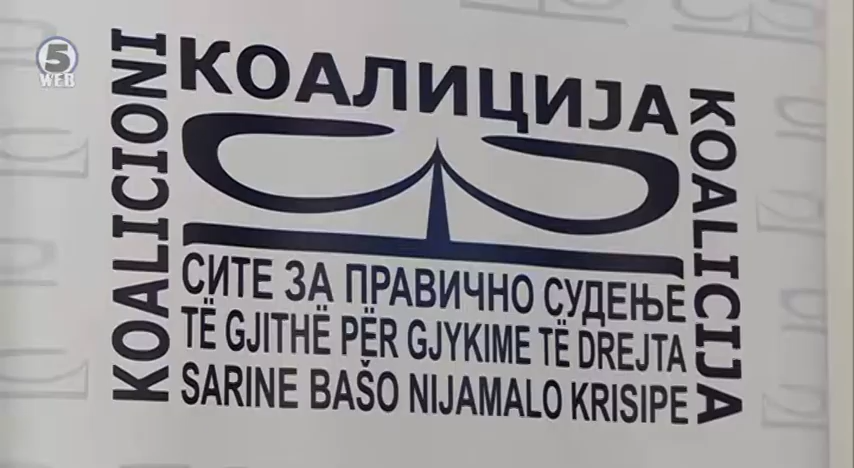 5
WEB
KOALICIONI
КОАЛИЦИЈА
KOALICIJA
СИТЕ ЗА ПРАВИЧНО СУДЕЊЕ
TË GJITHË PËR GJYKIME TË DREJTA
SARINE BAŠO NIJAMALO KRISIPE